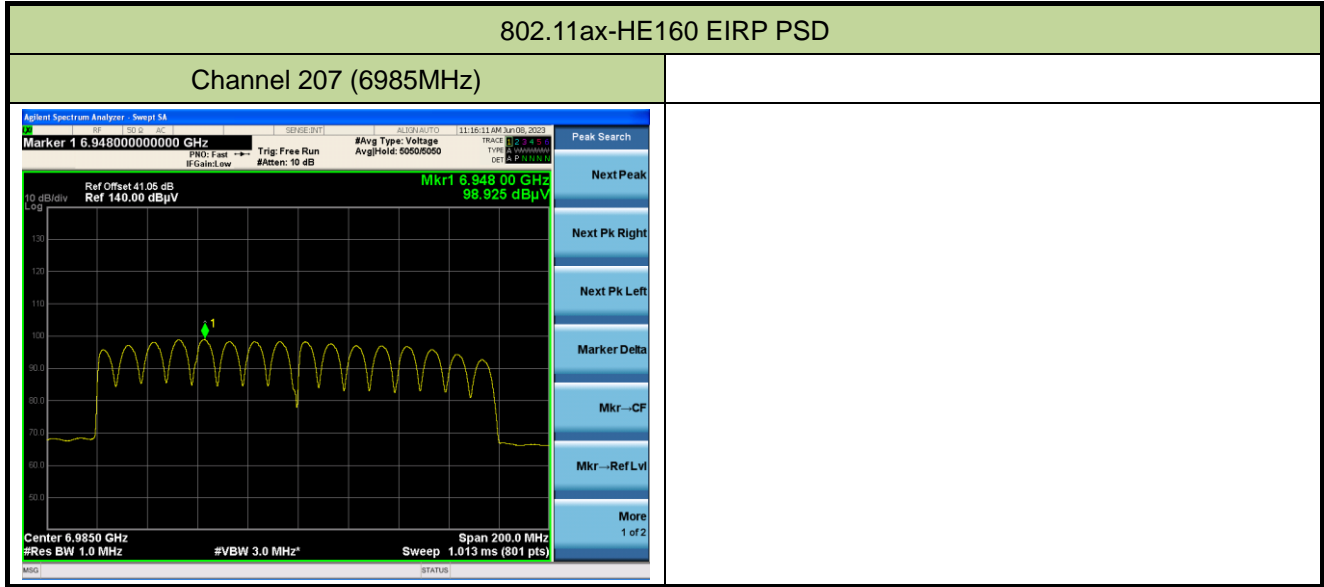 802.11ax-HE160 EIRP PSD
Channel 207 (6985MHz)
Agilent Spectrum Analyzer - Swept SA
RF 50 Ω AC SENSE:INT ALIGN AUTO 11:16:11 AM Jun 08, 2023
Marker 1 6.948000000000 GHz
PNO: Fast
IFGain:Low
Trig: Free Run
#Atten: 10 dB
#Avg Type: Voltage
Avg|Hold: 5050/5050
TRACE 1 2 3 4 5 6
TYPE A
DET A P N N N N
Peak Search
Mkr1 6.948 00 GHz
98.925 dBµV
Ref Offset 41.05 dB
10 dB/div Ref 140.00 dBµV
Log
130
120
110
100
90.0
80.0
70.0
60.0
50.0
1
Center 6.9850 GHz
Span 200.0 MHz
#Res BW 1.0 MHz
#VBW 3.0 MHz*
Sweep 1.013 ms (801 pts)
Next Peak
Next Pk Right
Next Pk Left
Marker Delta
Mkr→CF
Mkr→Ref Lvl
More
1 of 2
MSG
STATUS